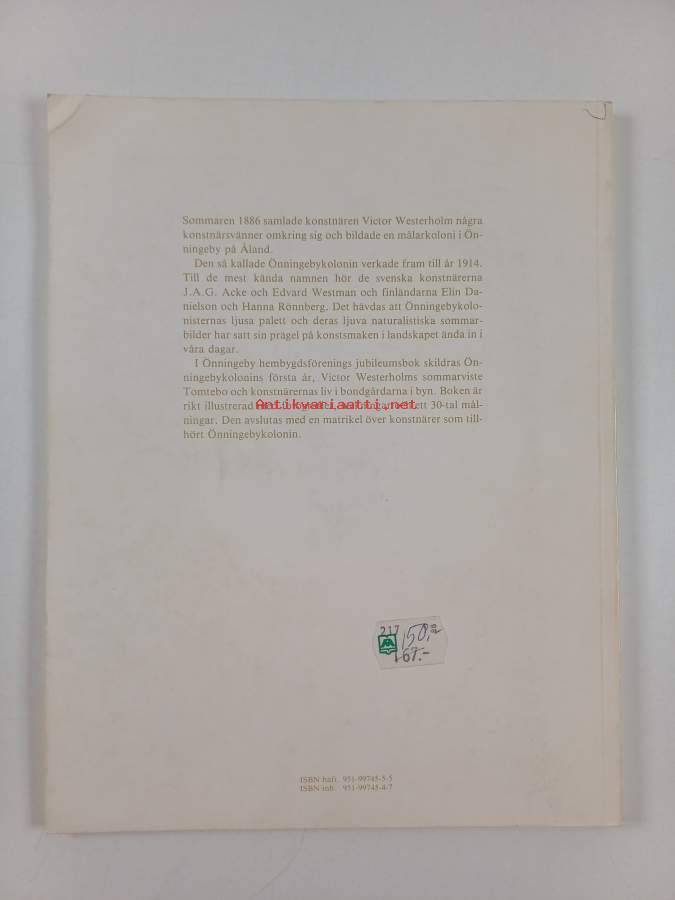 Sommaren 1886 samlade konstnären Victor Westerholm några
konstnärsvänner omkring sig och bildade en målarkoloni i Ön-
ningeby på Åland.
Den så kallade Önningebykolonin verkade fram till år 1914.
Till de mest kända namnen hör de svenska konstnärerna
J.A.G. Acke och Edvard Westman och finländarna Elin Da-
nielson och Hanna Rönnberg. Det hävdas att Önningebykolo-
nisternas ljusa palett och deras ljuva naturalistiska sommar-
bilder har satt sin prägel på konstsmaken i landskapet ända in i
våra dagar.
I Önningeby hembygdsförenings jubileumsbok skildras Ön-
ningebykolonins första år, Victor Westerholms sommarviste
Tomtebo och konstnärernas liv i bondgårdarna i byn. Boken är
rikt illustrerad ett 30-tal mål-
Antikvariaatti.net
ningar. Den avslutas med en matrikel över konstnärer som till-
hört Önningebykolonin.
217
150,-
167.-
ISBN häft. 951-99745-5-5
ISBN inb. 951-99745-4-7